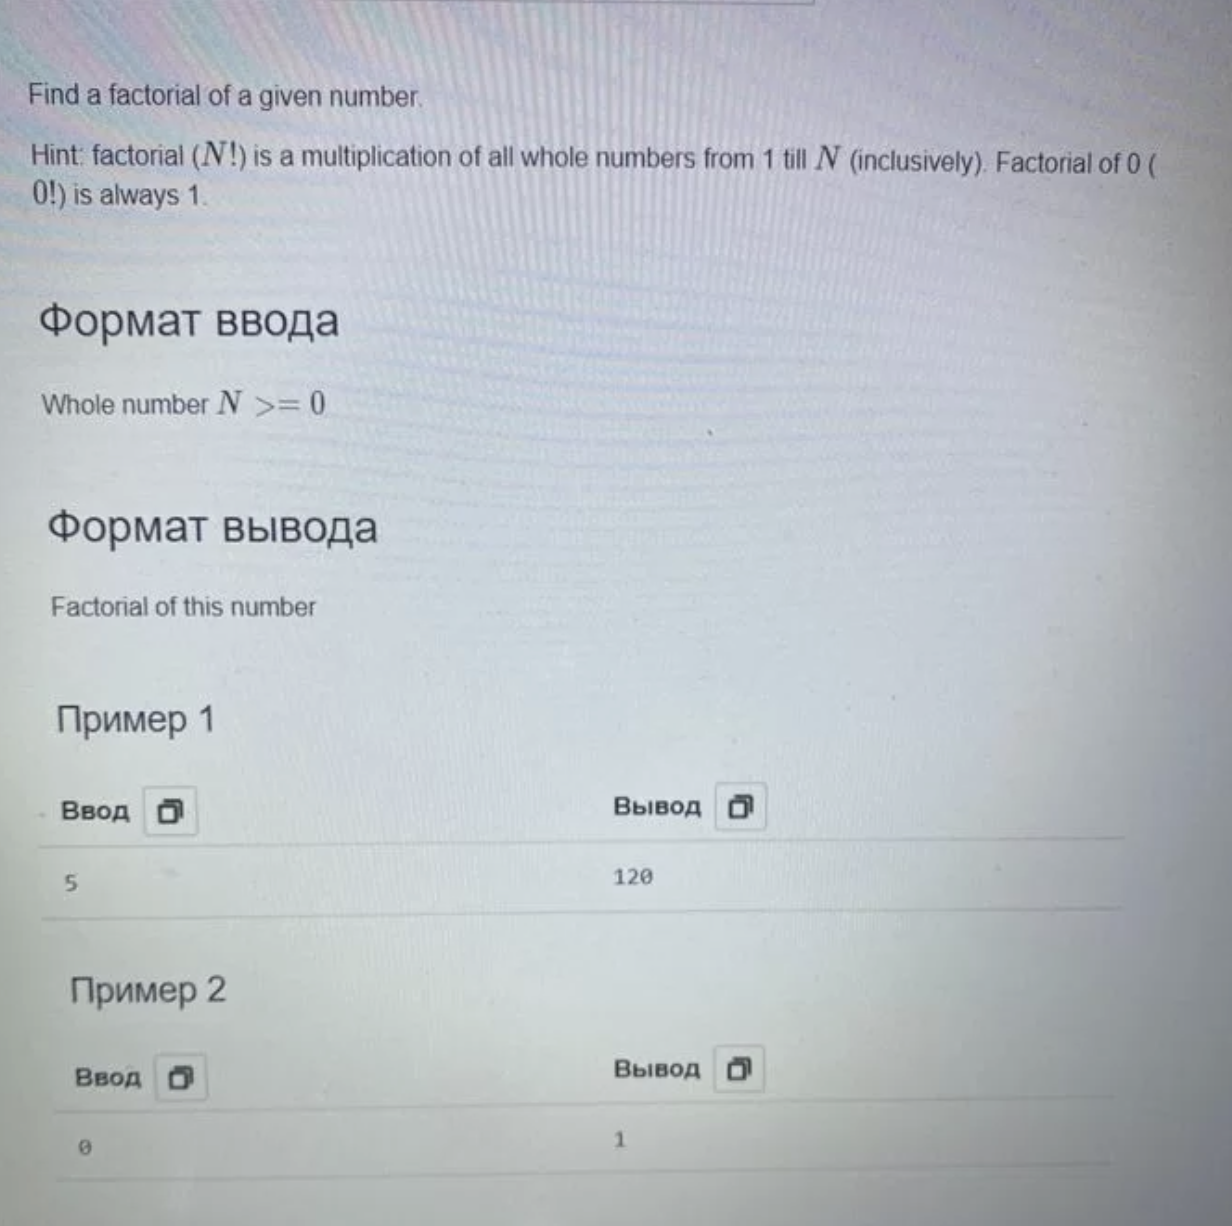 Find a factorial of a given number.
Hint: factorial (N!) is a multiplication of all whole numbers from 1 till N (inclusively). Factorial of 0 (
0!) is always 1.
Формат ввода
Whole number N >= 0
Формат вывода
Factorial of this number
Пример 1
Ввод Вывод
5 120
Пример 2
Ввод Вывод
0 1